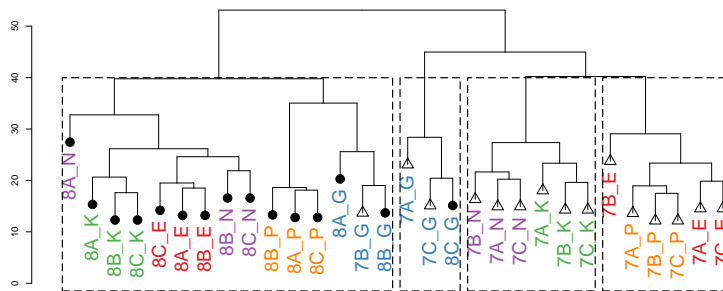 50
40
30
20
10
0
8A_N
8A_K
8B_K
8C_K
8C_E
8A_E
8B_E
8B_N
8C_N
8B_P
8A_P
8C_P
8A_G
7B_G
8B_G
7A_G
7C_G
8C_G
7B_N
7A_N
7C_N
7A_K
7B_K
7C_K
7B_E
7A_P
7B_P
7C_P
7A_E
7C_E